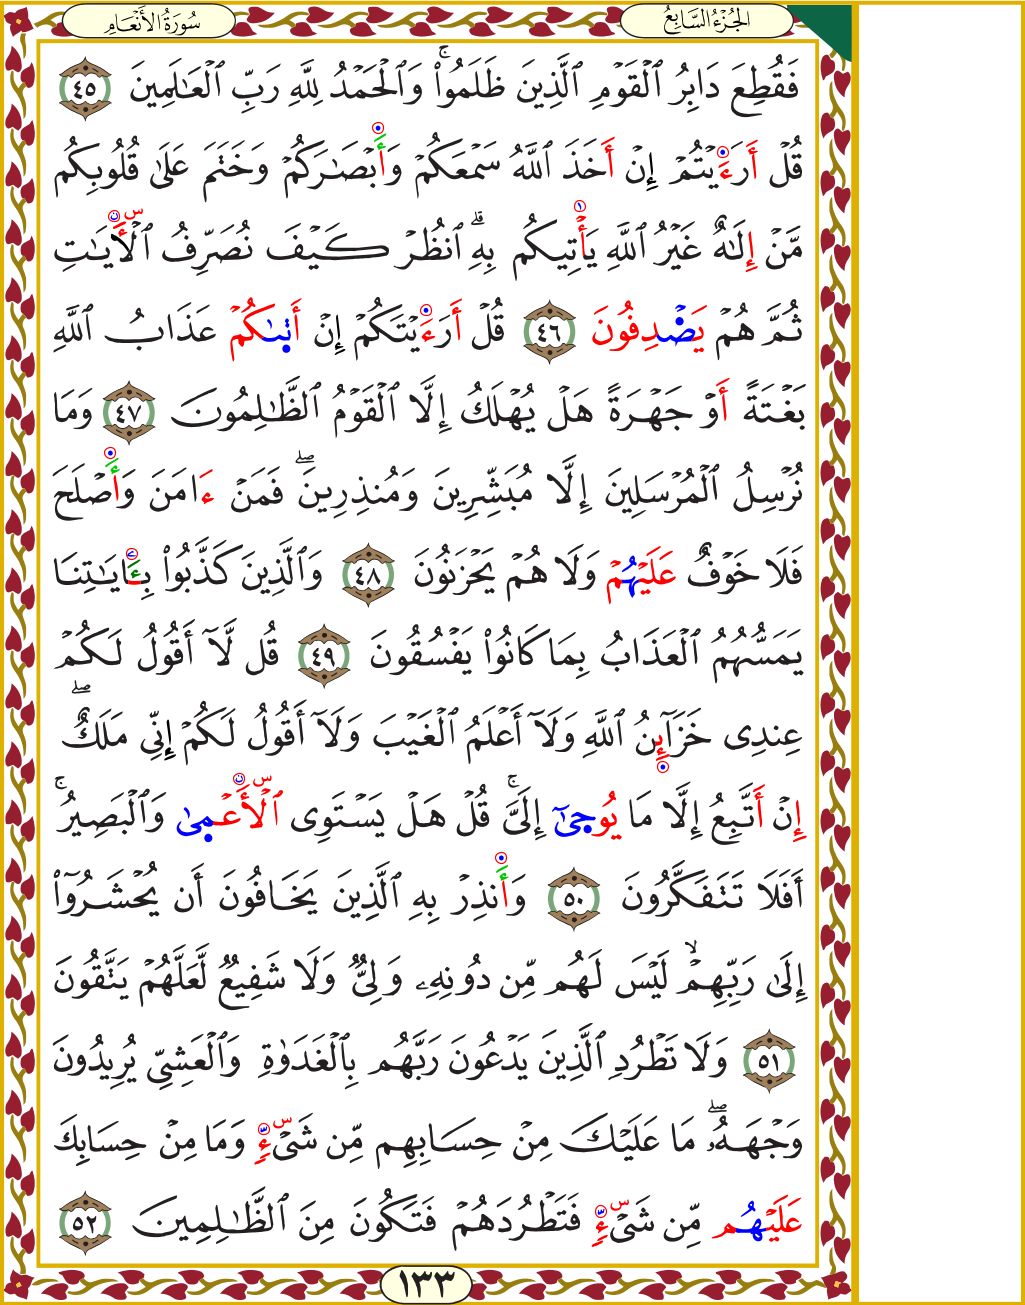 الجُزْءُ السَّابِعُ
سُورَةُ الأَنْعَامِ
فَقُطِعَ دَابِرُ ٱلْقَوْمِ ٱلَّذِينَ ظَلَمُوا۟ۚ وَٱلْحَمْدُ لِلَّهِ رَبِّ ٱلْعَـٰلَمِينَ ٤٥
قُلْ أَرَءَيْتُمْ إِنْ أَخَذَ ٱللَّهُ سَمْعَكُمْ وَأَبْصَـٰرَكُمْ وَخَتَمَ عَلَىٰ قُلُوبِكُم
مَّنْ إِلَـٰهٌ غَيْرُ ٱللَّهِ يَأْتِيكُم بِهِۗ ٱنظُرْ كَيْفَ نُصَرِّفُ ٱلْأَيَـٰتِ
ثُمَّ هُمْ يَصْدِفُونَ ٤٦ قُلْ أَرَءَيْتَكُمْ إِنْ أَتىٰكُمْ عَذَابُ ٱللَّهِ
بَغْتَةً أَوْ جَهْرَةً هَلْ يُهْلَكُ إِلَّا ٱلْقَوْمُ ٱلظَّـٰلِمُونَ ٤٧ وَمَا
نُرْسِلُ ٱلْمُرْسَلِينَ إِلَّا مُبَشِّرِينَ وَمُنذِرِينَۖ فَمَنْ ءَامَنَ وَأَصْلَحَ
فَلَا خَوْفٌ عَلَيْهُمْ وَلَا هُمْ يَحْزَنُونَ ٤٨ وَٱلَّذِينَ كَذَّبُوا۟ بِـَٔايَـٰتِنَا
يَمَسُّهُمُ ٱلْعَذَابُ بِمَا كَانُوا۟ يَفْسُقُونَ ٤٩ قُل لَّآ أَقُولُ لَكُمْ
عِندِى خَزَآئِنُ ٱللَّهِ وَلَآ أَعْلَمُ ٱلْغَيْبَ وَلَآ أَقُولُ لَكُمْ إِنِّى مَلَكٌۖ
إِنْ أَتَّبِعُ إِلَّا مَا يُوحىٰٓ إِلَىَّۚ قُلْ هَلْ يَسْتَوِى ٱلْأَعْمىٰ وَٱلْبَصِيرُۚ
أَفَلَا تَتَفَكَّرُونَ ٥٠ وَأَنذِرْ بِهِ ٱلَّذِينَ يَخَافُونَ أَن يُحْشَرُوٓا۟
إِلَىٰ رَبِّهِمْۙ لَيْسَ لَهُم مِّن دُونِهِۦ وَلِىٌّ وَلَا شَفِيعٌ لَّعَلَّهُمْ يَتَّقُونَ
٥١ وَلَا تَطْرُدِ ٱلَّذِينَ يَدْعُونَ رَبَّهُم بِٱلْغَدَوٰةِ وَٱلْعَشِىِّ يُرِيدُونَ
وَجْهَهُۥۖ مَا عَلَيْكَ مِنْ حِسَابِهِم مِّن شَىْءٍ وَمَا مِنْ حِسَابِكَ
عَلَيْهُم مِّن شَىْءٍ فَتَطْرُدَهُمْ فَتَكُونَ مِنَ ٱلظَّـٰلِمِينَ ٥٢
١٣٣